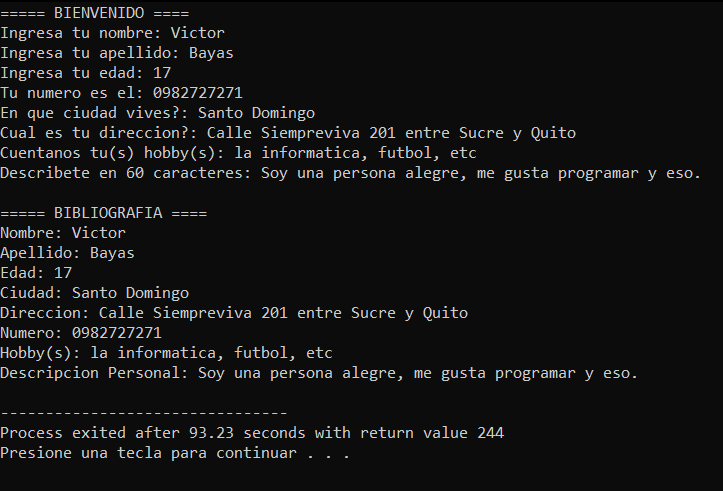 ===== BIENVENIDO ====
Ingresa tu nombre: Victor
Ingresa tu apellido: Bayas
Ingresa tu edad: 17
Tu numero es el: 0982727271
En que ciudad vives?: Santo Domingo
Cual es tu direccion?: Calle Siempreviva 201 entre Sucre y Quito
Cuentanos tu(s) hobby(s): la informatica, futbol, etc
Describete en 60 caracteres: Soy una persona alegre, me gusta programar y eso.
===== BIBLIOGRAFIA ====
Nombre: Victor
Apellido: Bayas
Edad: 17
Ciudad: Santo Domingo
Direccion: Calle Siempreviva 201 entre Sucre y Quito
Numero: 0982727271
Hobby(s): la informatica, futbol, etc
Descripcion Personal: Soy una persona alegre, me gusta programar y eso.
--------------------------------
Process exited after 93.23 seconds with return value 244
Presione una tecla para continuar . . .